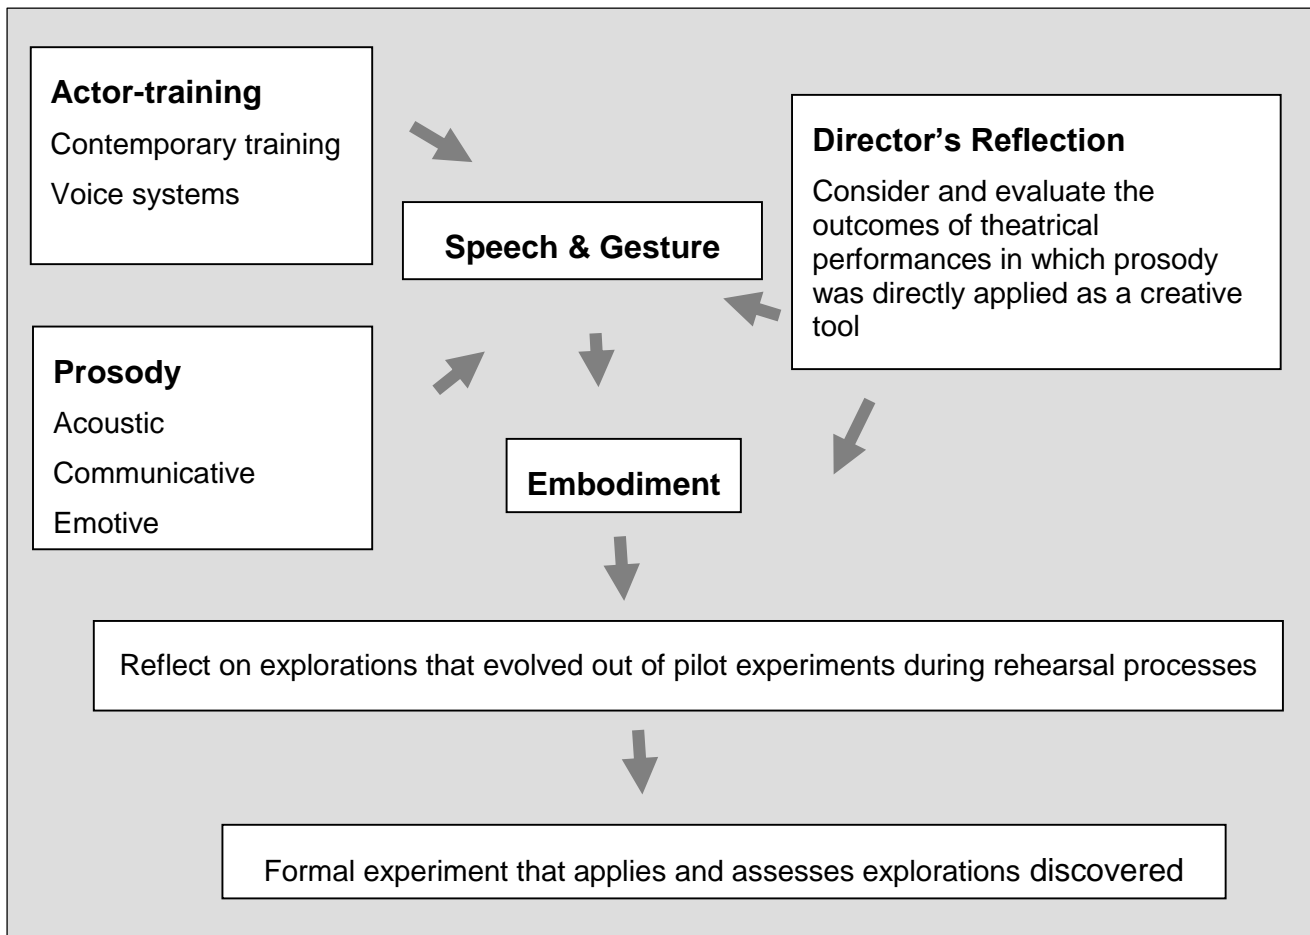 Actor-training
Contemporary training
Voice systems
Director’s Reflection
Consider and evaluate the
outcomes of theatrical
performances in which prosody
was directly applied as a creative
tool
Speech & Gesture
Prosody
Acoustic
Communicative
Emotive
Embodiment
Reflect on explorations that evolved out of pilot experiments during rehearsal processes
Formal experiment that applies and assesses explorations discovered